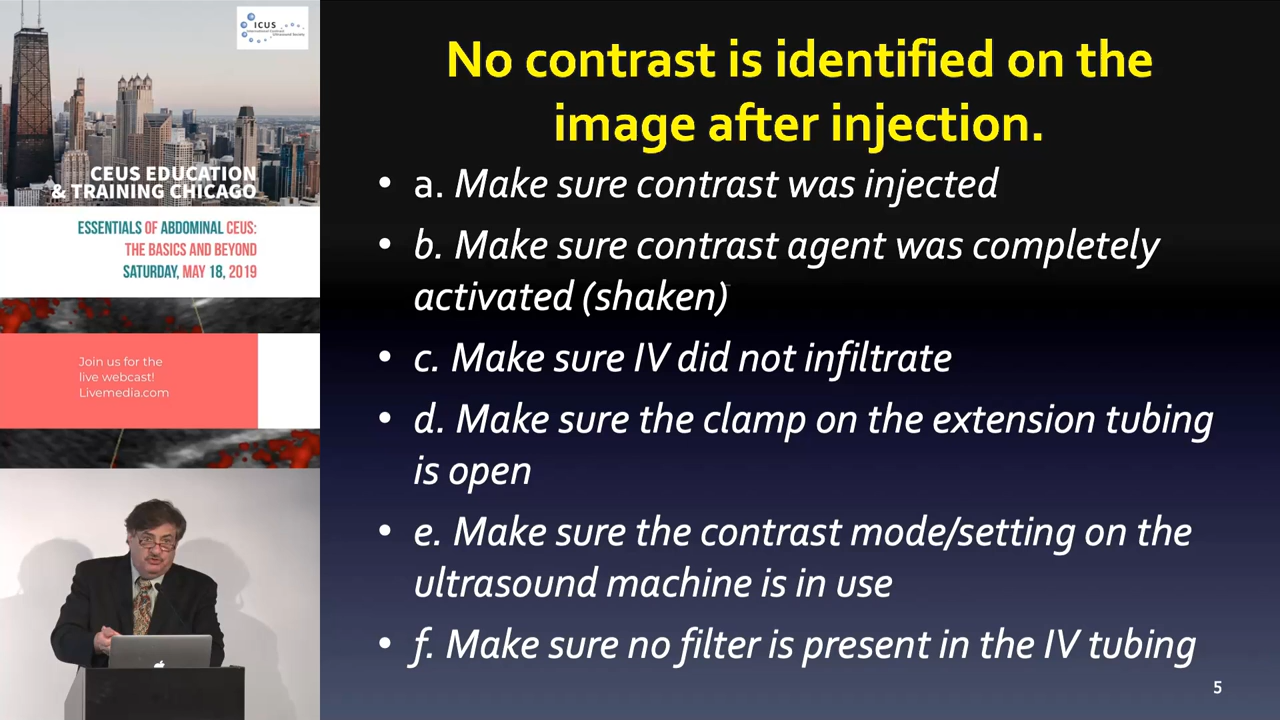 ICUS
International Contrast
Ultrasound Society
CEUS EDUCATION
& TRAINING CHICAGO
ESSENTIALS OF ABDOMINAL CEUS:
THE BASICS AND BEYOND
SATURDAY, MAY 18, 2019
Join us for the
live webcast!
Livemedia.com
No contrast is identified on the
image after injection.
• a. Make sure contrast was injected
• b. Make sure contrast agent was completely
activated (shaken)
• c. Make sure IV did not infiltrate
• d. Make sure the clamp on the extension tubing
is open
• e. Make sure the contrast mode/setting on the
ultrasound machine is in use
• f. Make sure no filter is present in the IV tubing
5